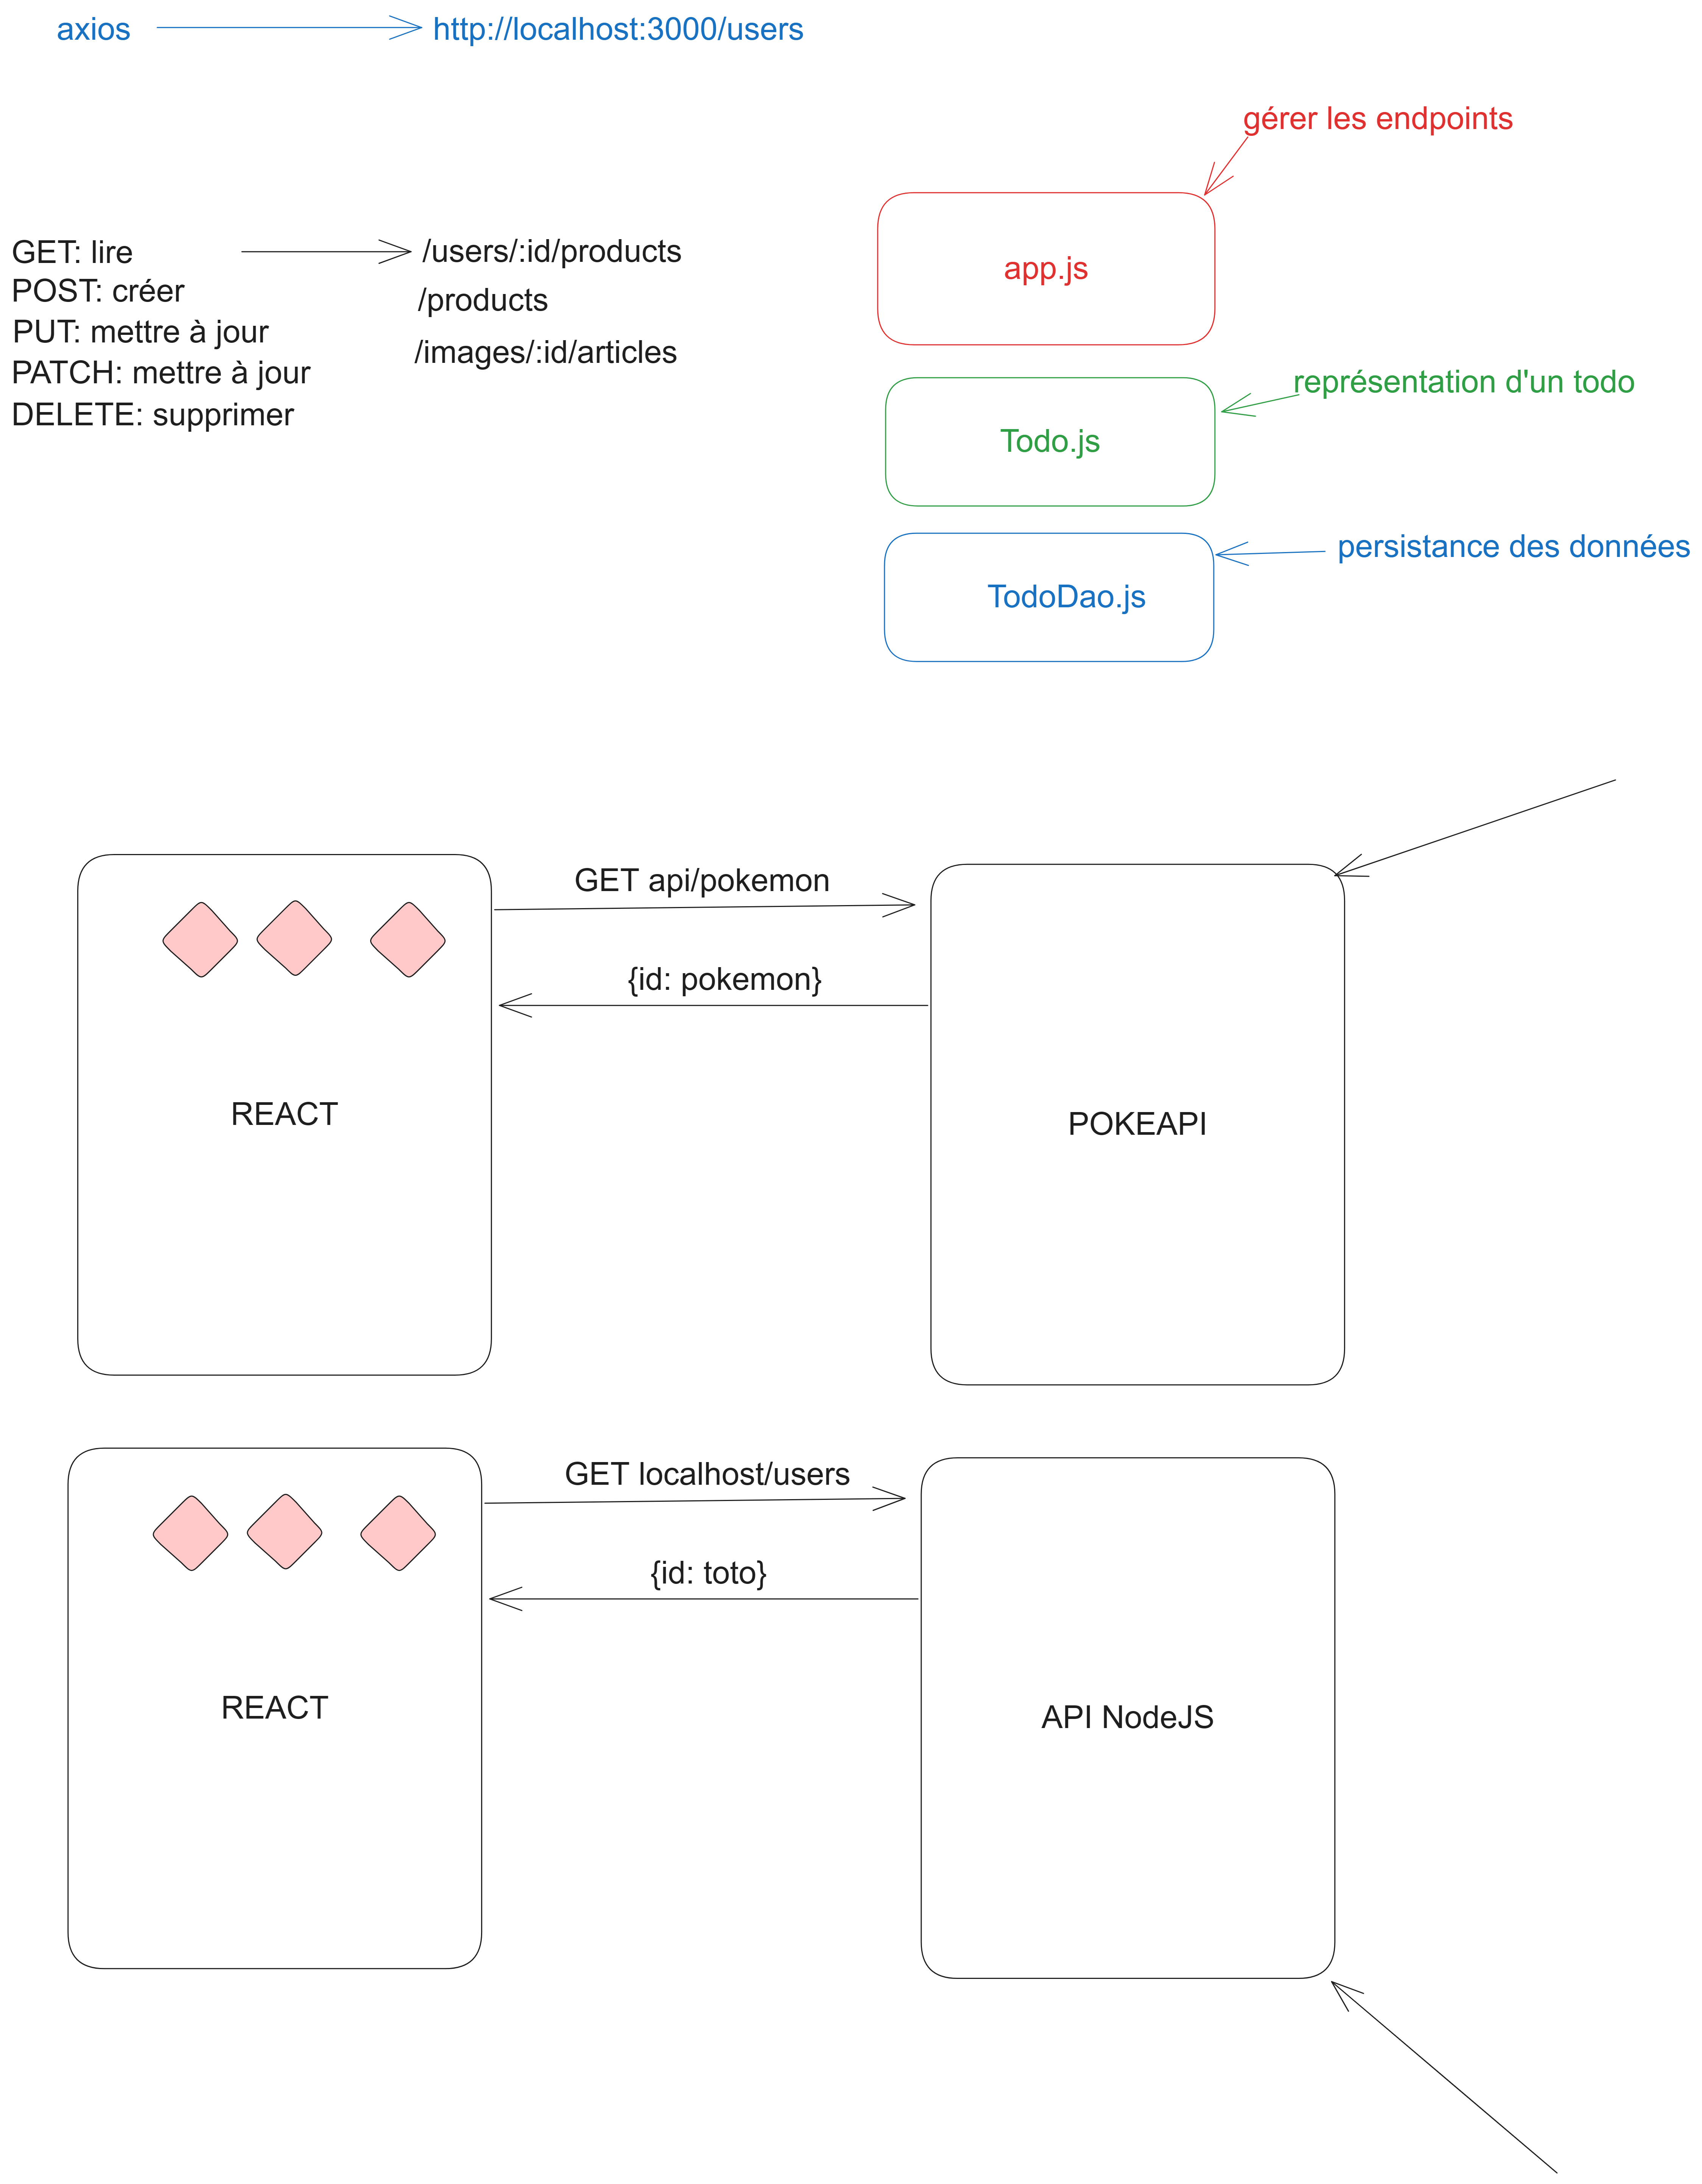 axios
http://localhost:3000/users
gérer les endpoints
app.js
GET: lire
POST: créer
PUT: mettre à jour
PATCH: mettre à jour
DELETE: supprimer
/users/:id/products
/products
/images/:id/articles
représentation d'un todo
Todo.js
persistance des données
TodoDao.js
GET api/pokemon
{id: pokemon}
REACT
POKEAPI
GET localhost/users
{id: toto}
REACT
API NodeJS